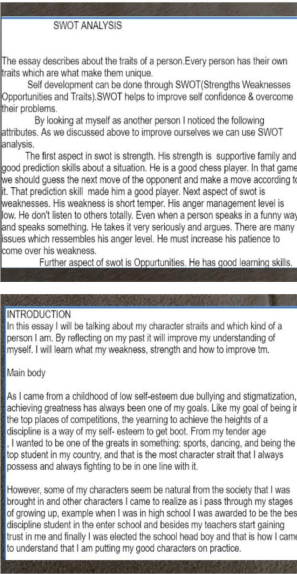 SWOT ANALYSIS
The essay describes about the traits of a person.Every person has their own
traits which are what make them unique.
Self development can be done through SWOT(Strengths Weaknesses
Opportunities and Traits).SWOT helps to improve self confidence & overcome
their problems.
By looking at myself as another person I noticed the following
attributes. As we discussed above to improve ourselves we can use SWOT
analysis.
The first aspect in swot is strength. His strength is supportive family and
good prediction skills about a situation. He is a good chess player. In that game
we should guess the next move of the opponent and make a move according to
it. That prediction skill made him a good player. Next aspect of swot is
weaknesses. His weakness is short temper. His anger management level is
low. He don't listen to others totally. Even when a person speaks in a funny way
and speaks something. He takes it very seriously and argues. There are many
issues which ressembles his anger level. He must increase his patience to
come over his weakness.
Further aspect of swot is Oppurtunities. He has good learning skills.
INTRODUCTION
In this essay I will be talking about my character straits and which kind of a
person I am. By reflecting on my past it will improve my understanding of
myself. I will learn what my weakness, strength and how to improve tm.
Main body
As I came from a childhood of low self-esteem due bullying and stigmatization,
achieving greatness has always been one of my goals. Like my goal of being in
the top places of competitions, the yearning to achieve the heights of a
discipline is a way of my self- esteem to get boot. From my tender age
, I wanted to be one of the greats in something: sports, dancing, and being the
top student in my country, and that is the most character strait that I always
possess and always fighting to be in one line with it.
However, some of my characters seem be natural from the society that I was
brought in and other characters I came to realize as i pass through my stages
of growing up, example when I was in high school I was awarded to be the bes
discipline student in the enter school and besides my teachers start gaining
trust in me and finally I was elected the school head boy and that is how I came
to understand that I am putting my good characters on practice.